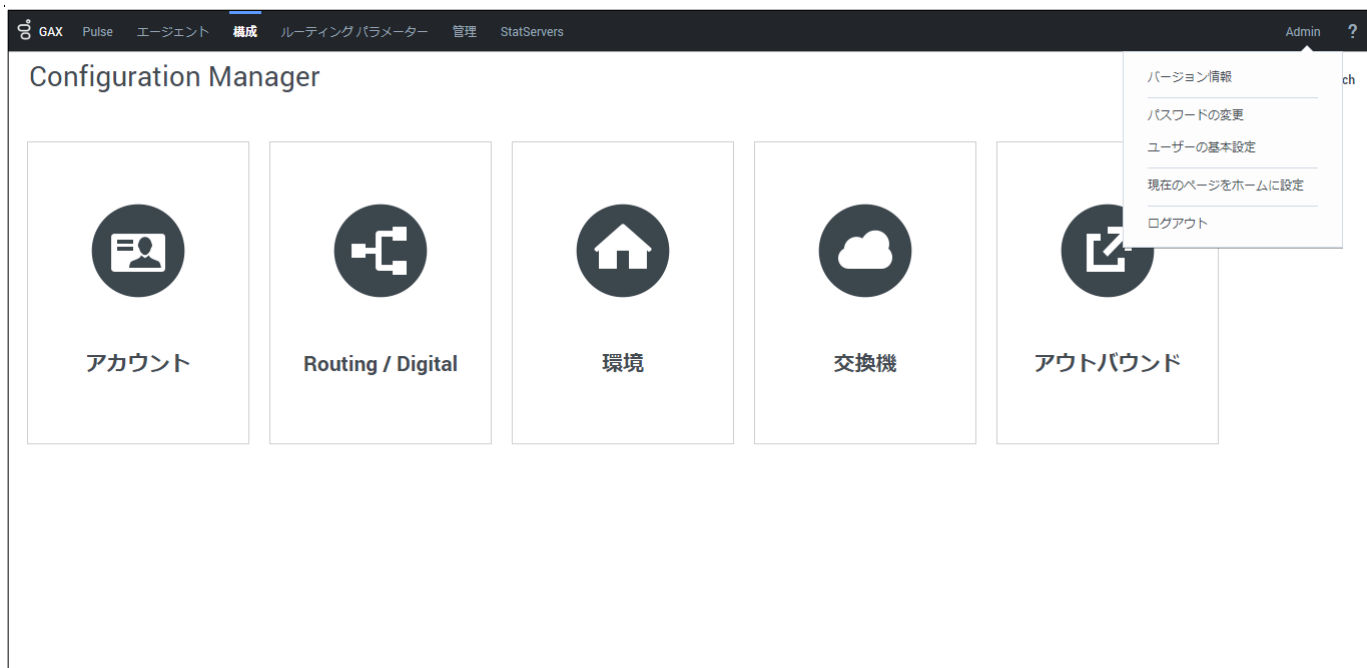 GAX Pulse エージェント 構成 ルーティング パラメーター 管理 StatServers Admin ?
Configuration Manager
バージョン情報
ch
パスワードの変更
ユーザーの基本設定
現在のページをホームに設定
ログアウト
アカウント Routing / Digital 環境 交換機 アウトバウンド